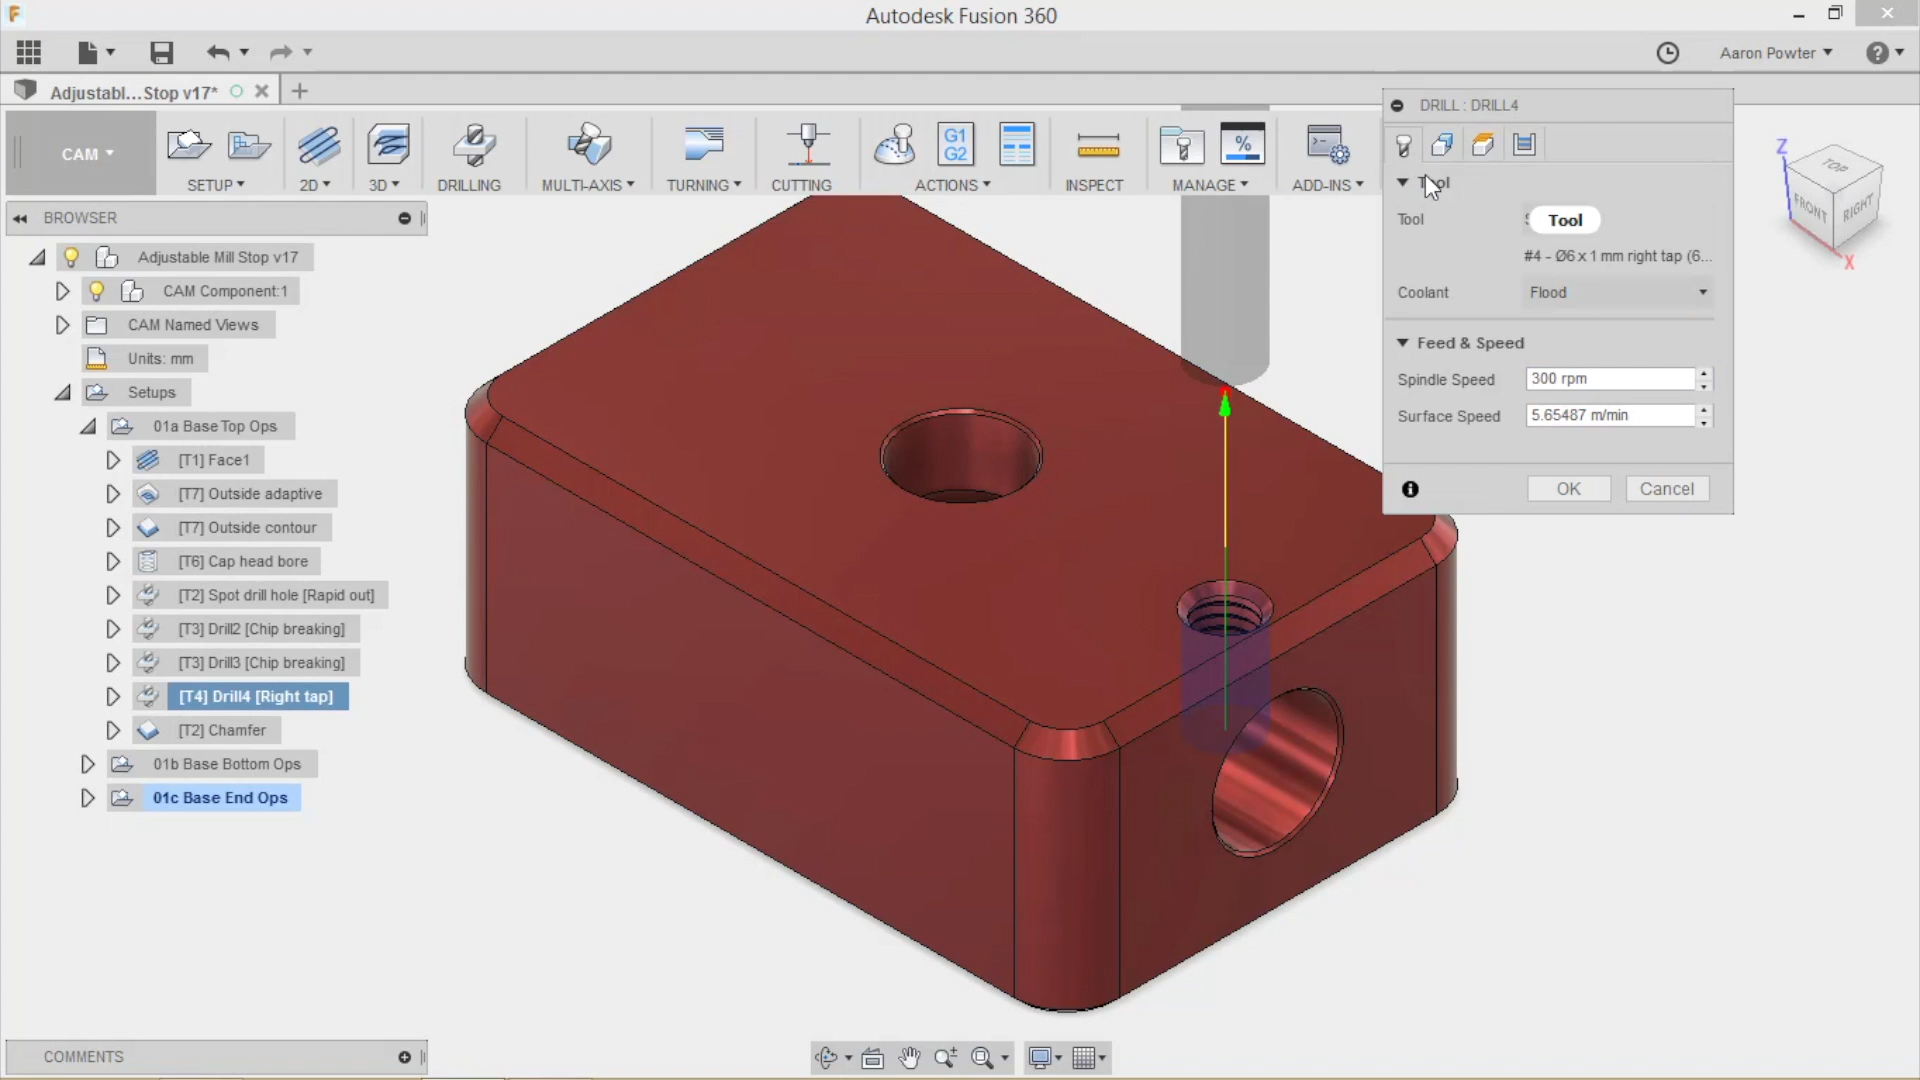 Autodesk Fusion 360
Aaron Powter
Adjustabl...Stop v17*
CAM
SETUP
2D
3D
DRILLING
MULTI-AXIS
TURNING
CUTTING
G1
G2
ACTIONS
INSPECT
%
MANAGE
ADD-INS
BROWSER
Adjustable Mill Stop v17
CAM Component:1
CAM Named Views
Units: mm
Setups
01a Base Top Ops
[T1] Face1
[T7] Outside adaptive
[T7] Outside contour
[T6] Cap head bore
[T2] Spot drill hole [Rapid out]
[T3] Drill2 [Chip breaking]
[T3] Drill3 [Chip breaking]
[T4] Drill4 [Right tap]
[T2] Chamfer
01b Base Bottom Ops
01c Base End Ops
DRILL : DRILL4
Tool
Tool
Tool
#4 - Ø6 x 1 mm right tap (6...
Coolant Flood
Feed & Speed
Spindle Speed 300 rpm
Surface Speed 5.65487 m/min
OK Cancel
Z
TOP
FRONT
RIGHT
X
COMMENTS